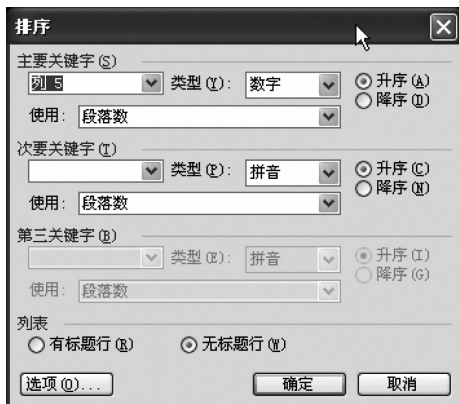 排序
主要关键字(S)
列 5 类型(Y): 数字 升序(A)
降序(D)
使用: 段落数
次要关键字(T)
类型(P): 拼音 升序(C)
降序(N)
使用: 段落数
第三关键字(B)
类型(E): 拼音 升序(I)
降序(G)
使用: 段落数
列表
有标题行(R) 无标题行(W)
选项(O)... 确定 取消